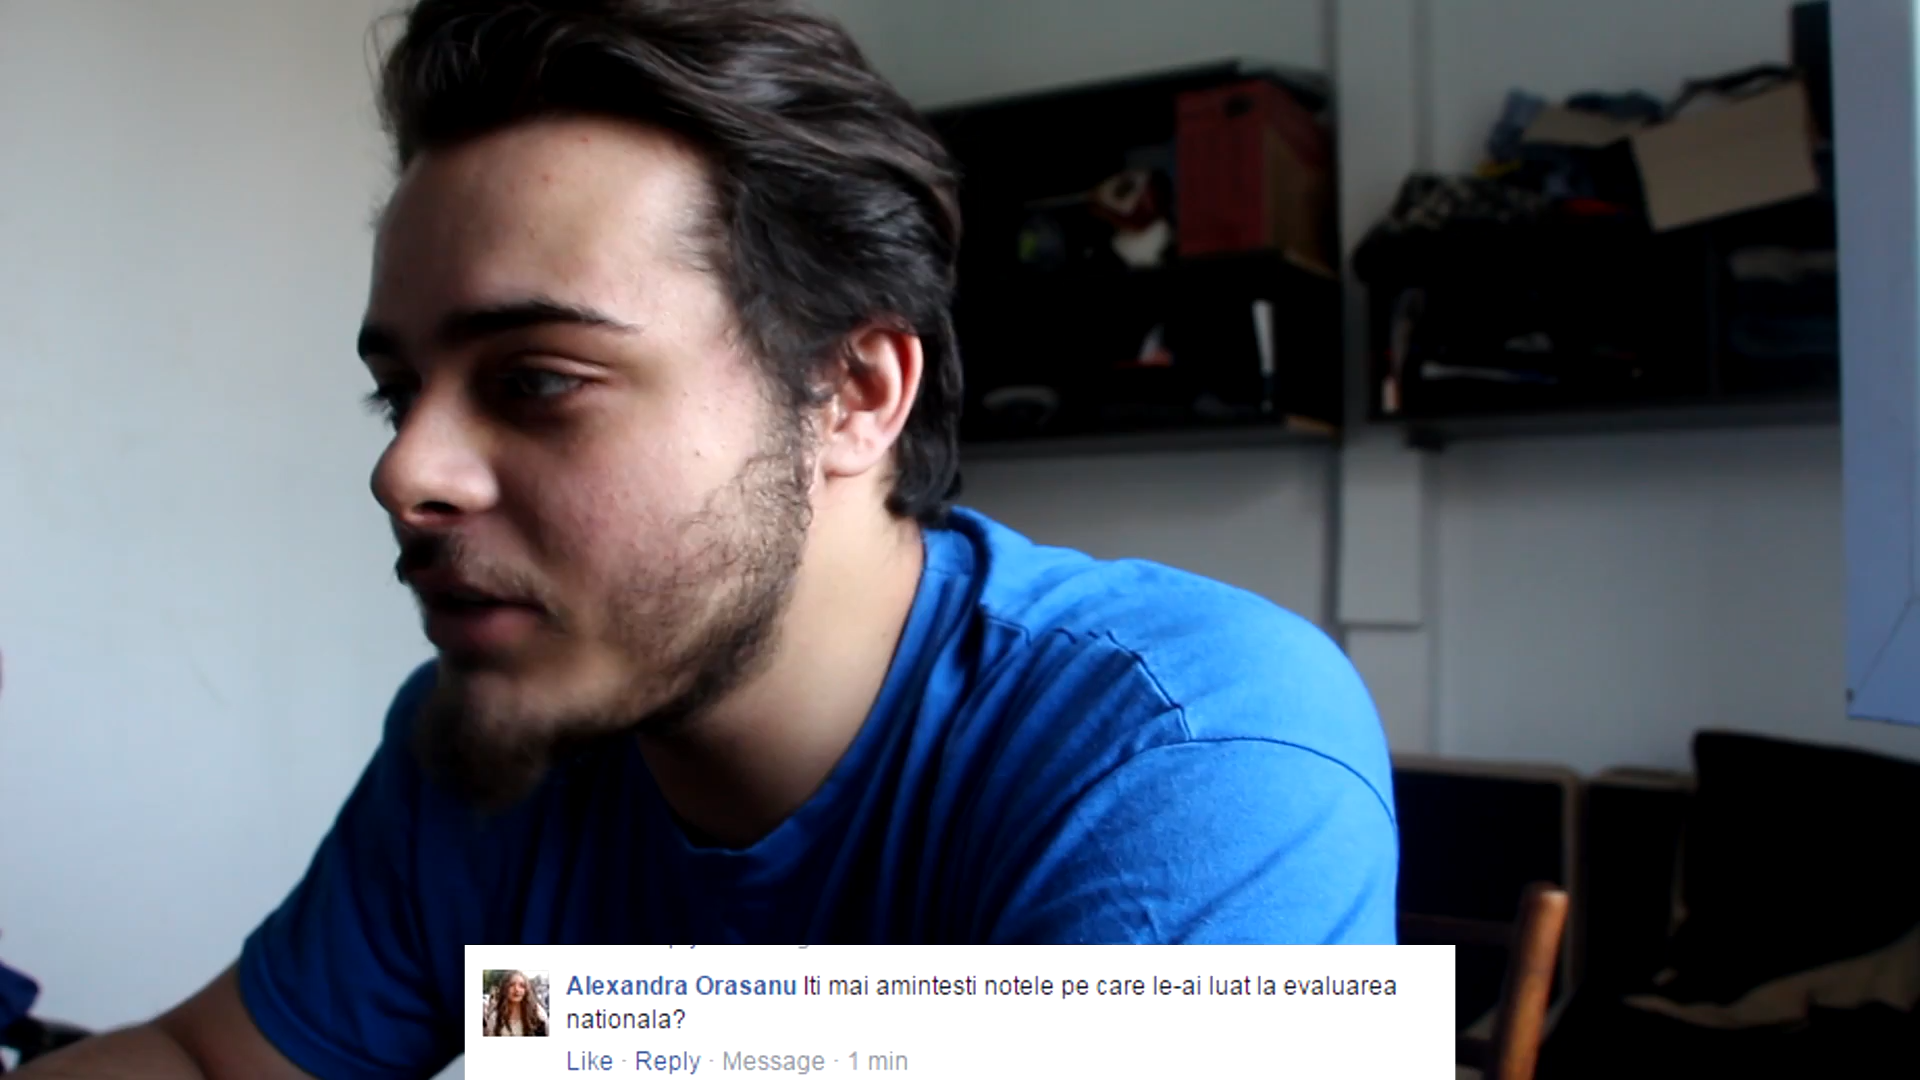 Alexandra Orasanu Iti mai amintesti notele pe care le-ai luat la evaluarea
nationala?
Like · Reply · Message · 1 min